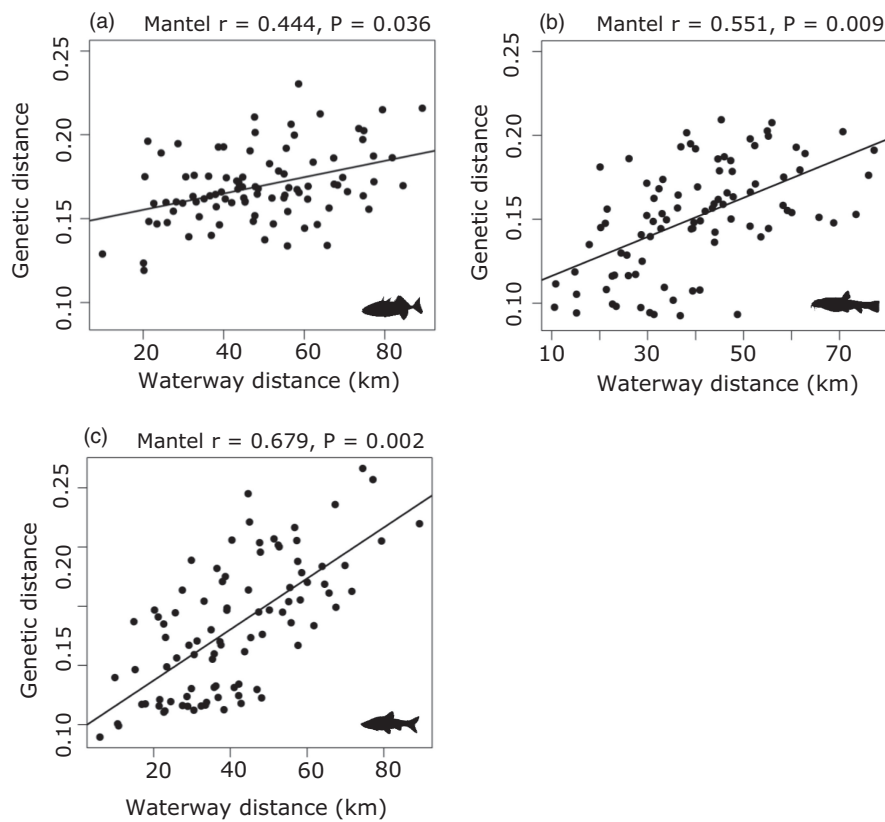 (a) Mantel r = 0.444, P = 0.036
Genetic distance
0.25
0.20
0.15
0.10
20 40 60 80
Waterway distance (km)
(b) Mantel r = 0.551, P = 0.009
Genetic distance
0.25
0.20
0.15
0.10
10 30 50 70
Waterway distance (km)
(c) Mantel r = 0.679, P = 0.002
Genetic distance
0.25
0.20
0.15
0.10
20 40 60 80
Waterway distance (km)